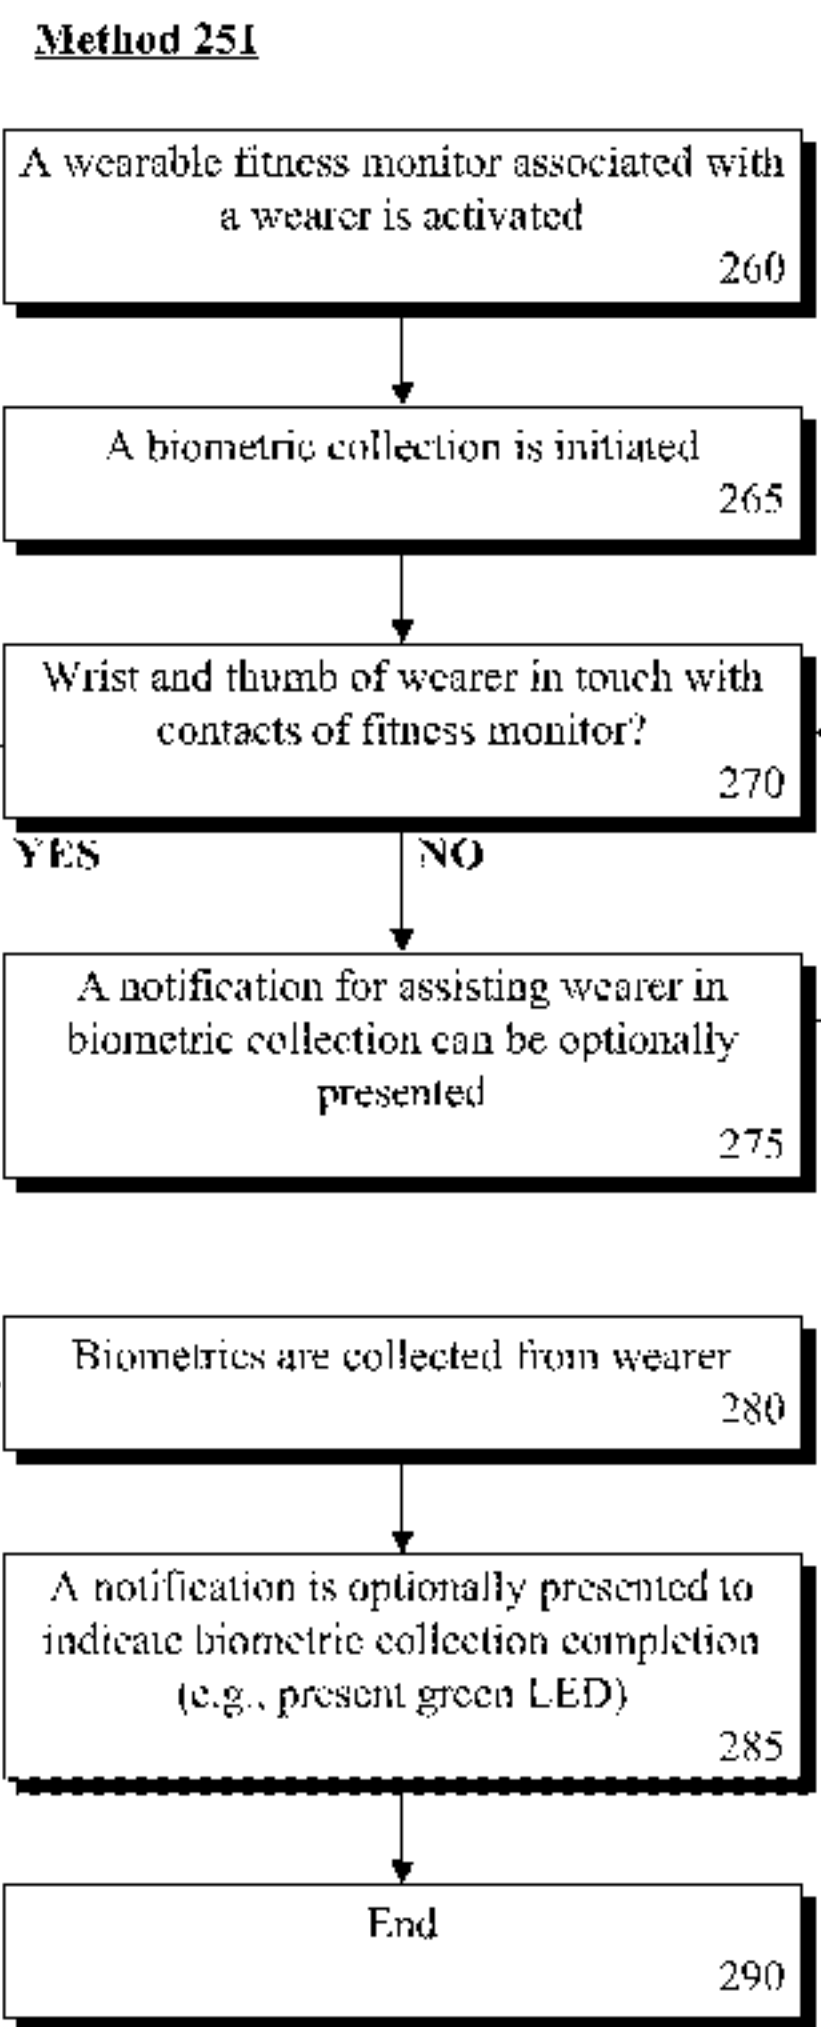 Method 251
A wearable fitness monitor associated with
a wearer is activated
260
A biometric collection is initiated
265
Wrist and thumb of wearer in touch with
contacts of fitness monitor?
270
YES NO
A notification for assisting wearer in
biometric collection can be optionally
presented
275
Biometrics are collected from wearer
280
A notification is optionally presented to
indicate biometric collection completion
(e.g., present green LED)
285
End
290